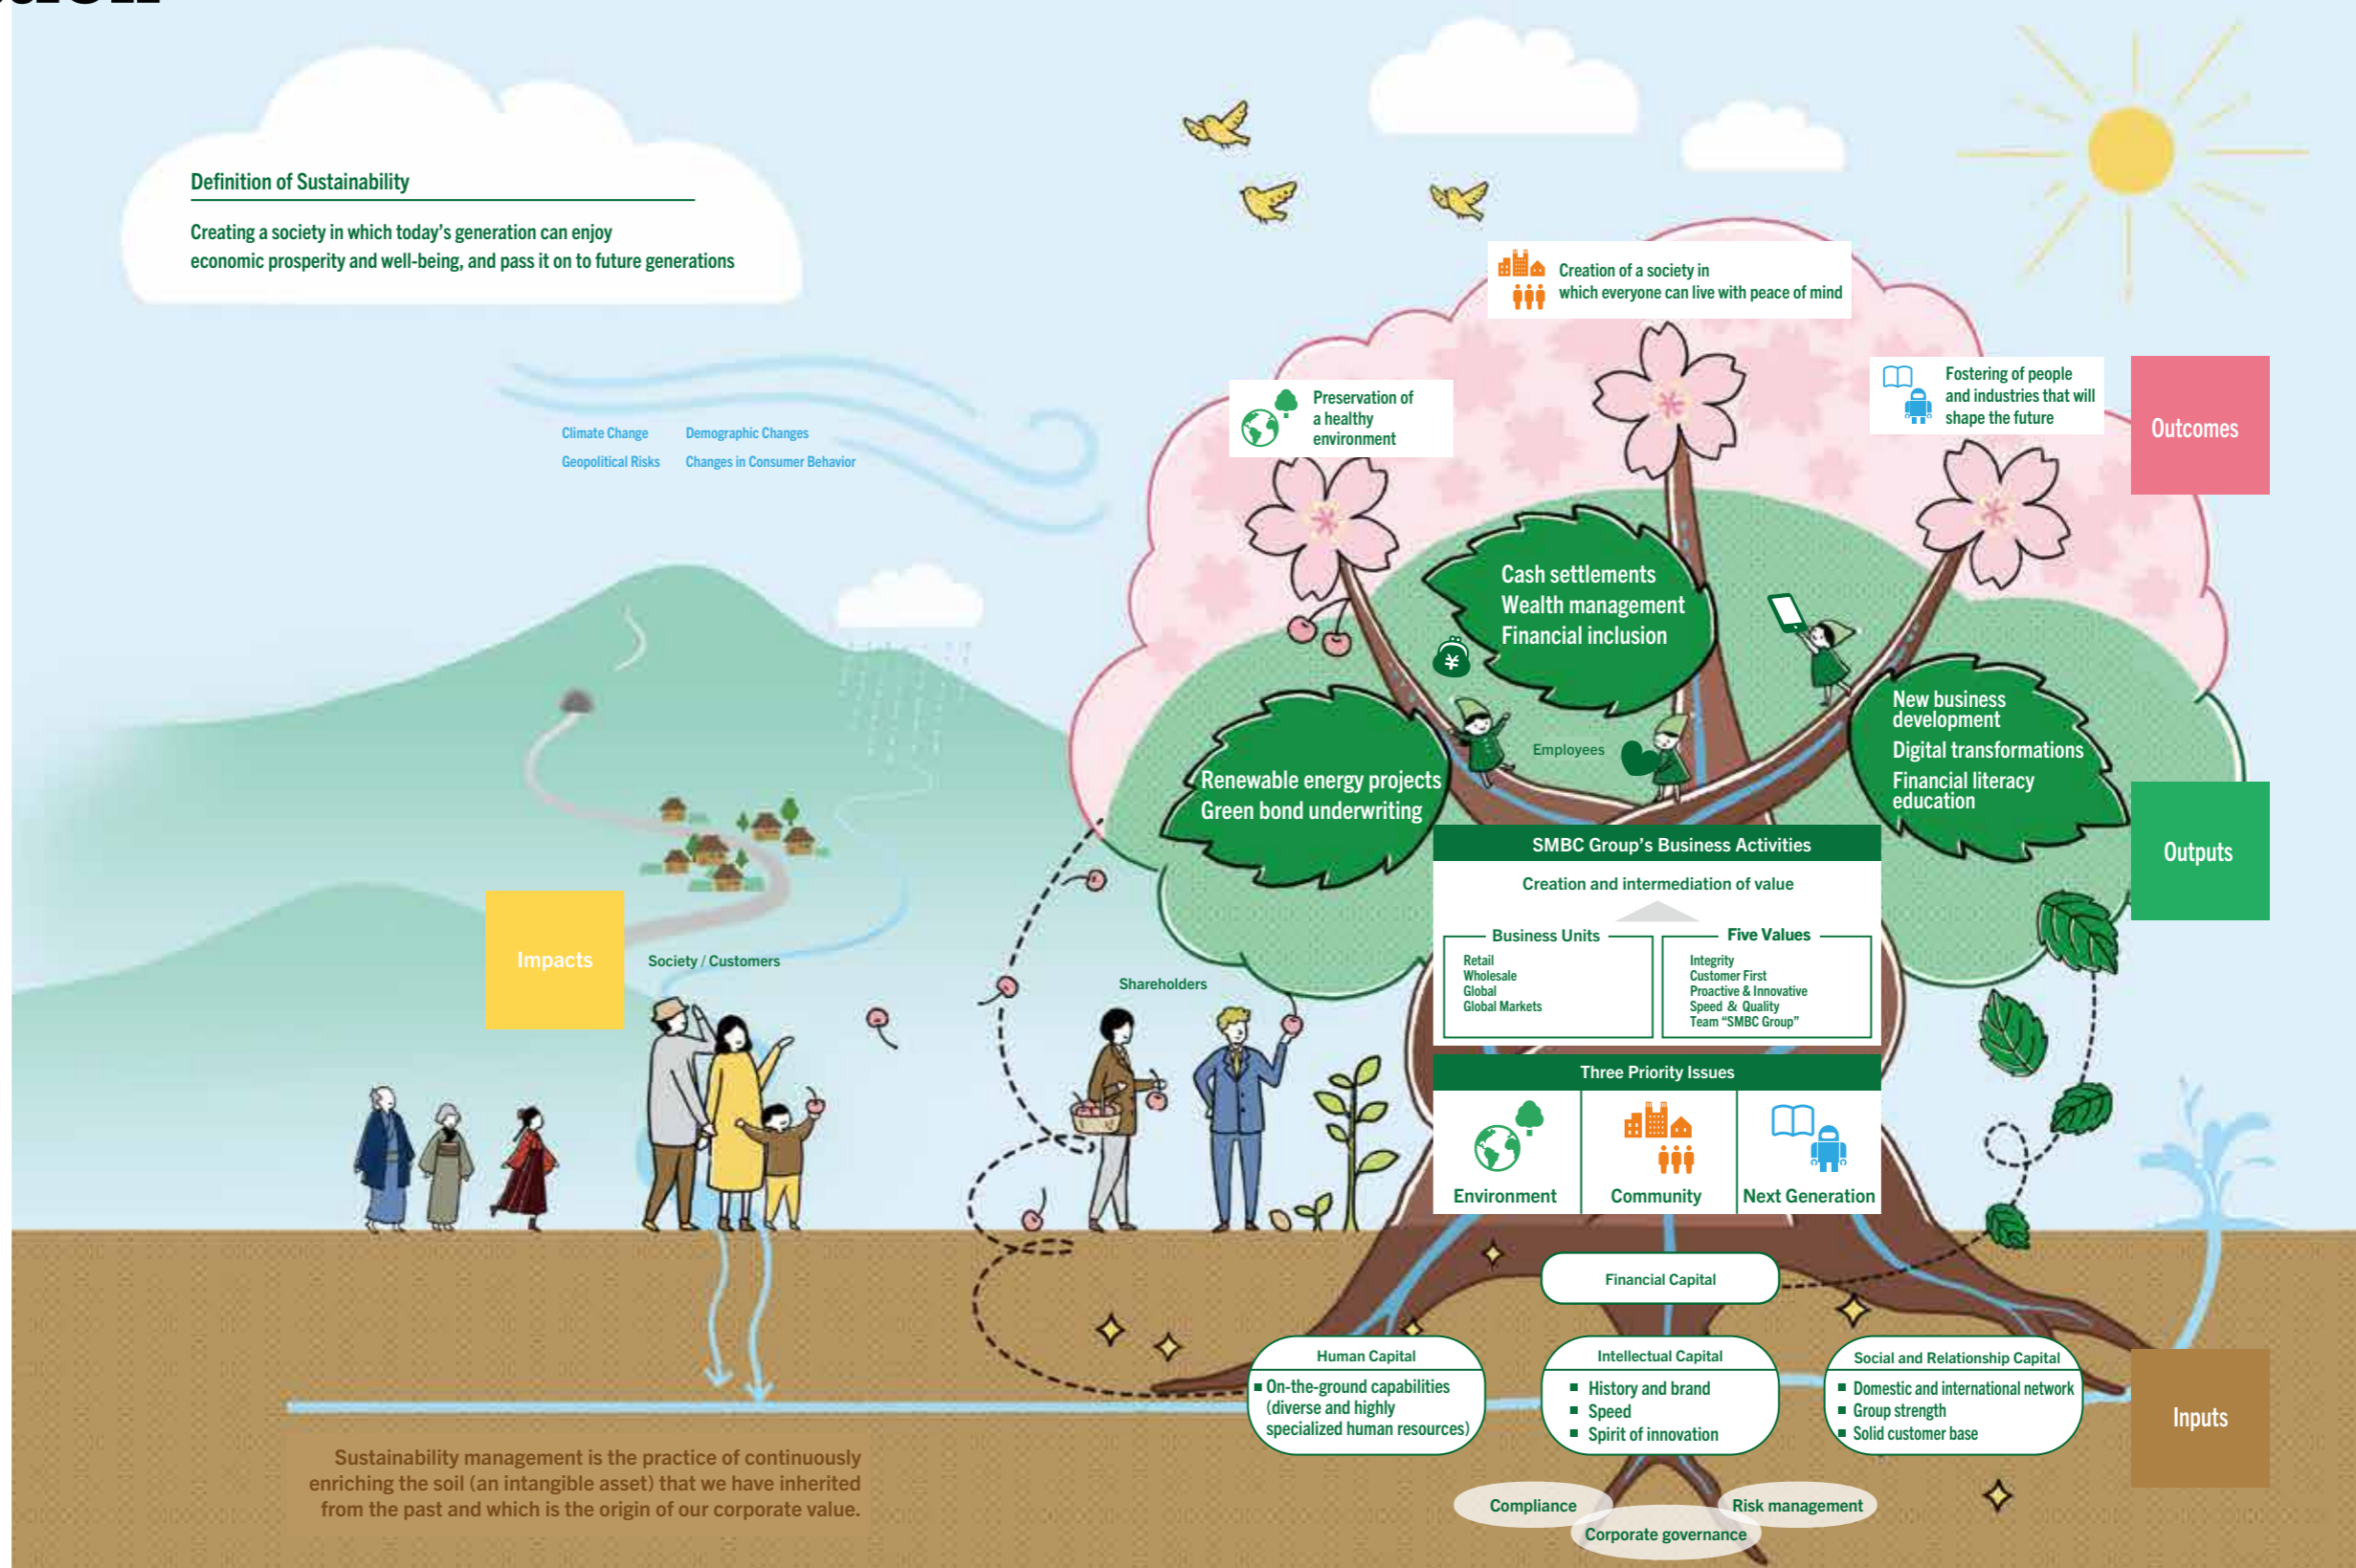 Definition of Sustainability
Creating a society in which today's generation can enjoy
economic prosperity and well-being, and pass it on to future generations
Climate Change
Demographic Changes
Geopolitical Risks
Changes in Consumer Behavior
Creation of a society in
which everyone can live with peace of mind
Preservation of
a healthy
environment
Fostering of people
and industries that will
shape the future
Outcomes
Cash settlements
Wealth management
Financial inclusion
¥
Employees
Renewable energy projects
Green bond underwriting
New business
development
Digital transformations
Financial literacy
education
Outputs
SMBC Group's Business Activities
Creation and intermediation of value
Business Units
Retail
Wholesale
Global
Global Markets
Five Values
Integrity
Customer First
Proactive & Innovative
Speed & Quality
Team “SMBC Group”
Impacts
Society / Customers
Shareholders
Three Priority Issues
Environment
Community
Next Generation
Financial Capital
Human Capital
■ On-the-ground capabilities
(diverse and highly
specialized human resources)
Intellectual Capital
■ History and brand
■ Speed
■ Spirit of innovation
Social and Relationship Capital
■ Domestic and international network
■ Group strength
■ Solid customer base
Inputs
Compliance
Risk management
Corporate governance
Sustainability management is the practice of continuously
enriching the soil (an intangible asset) that we have inherited
from the past and which is the origin of our corporate value.